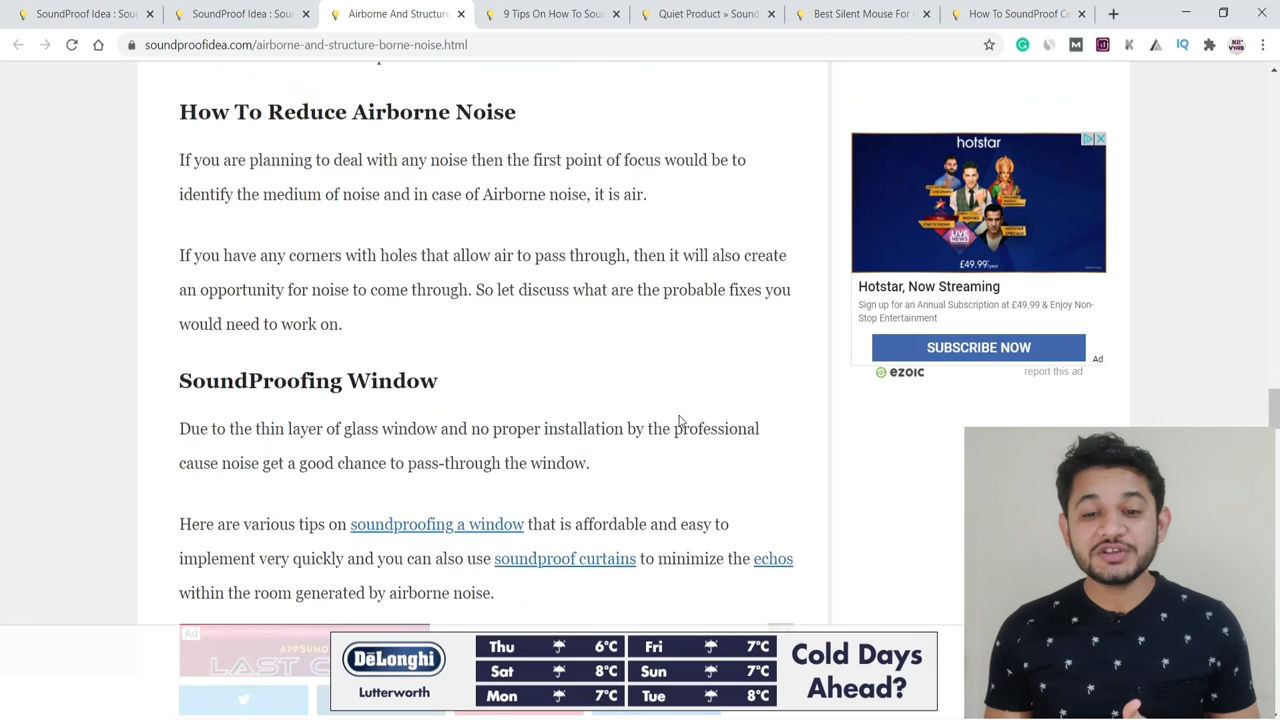 SoundProof Idea : Sou
SoundProof Idea : Soun
Airborne And Structure
9 Tips On How To Soun
Quiet Product » Sound
Best Silent Mouse For
How To SoundProof Ce
soundproofidea.com/airborne-and-structure-borne-noise.html
How To Reduce Airborne Noise
If you are planning to deal with any noise then the first point of focus would be to
identify the medium of noise and in case of Airborne noise, it is air.
If you have any corners with holes that allow air to pass through, then it will also create
an opportunity for noise to come through. So let discuss what are the probable fixes you
would need to work on.
SoundProofing Window
Due to the thin layer of glass window and no proper installation by the professional
cause noise get a good chance to pass-through the window.
Here are various tips on soundproofing a window that is affordable and easy to
implement very quickly and you can also use soundproof curtains to minimize the echos
within the room generated by airborne noise.
hotstar
LIVE
NEWS
£49.99/year
Hotstar, Now Streaming
Sign up for an Annual Subscription at £49.99 & Enjoy Non-
Stop Entertainment
SUBSCRIBE NOW
Ad
ezoic
report this ad
Ad
APPSUMO
LAST
DeLonghi
Lutterworth
Thu 6°C Fri 7°C
Sat 8°C Sun 7°C
Mon 7°C Tue 8°C
Cold Days
Ahead?